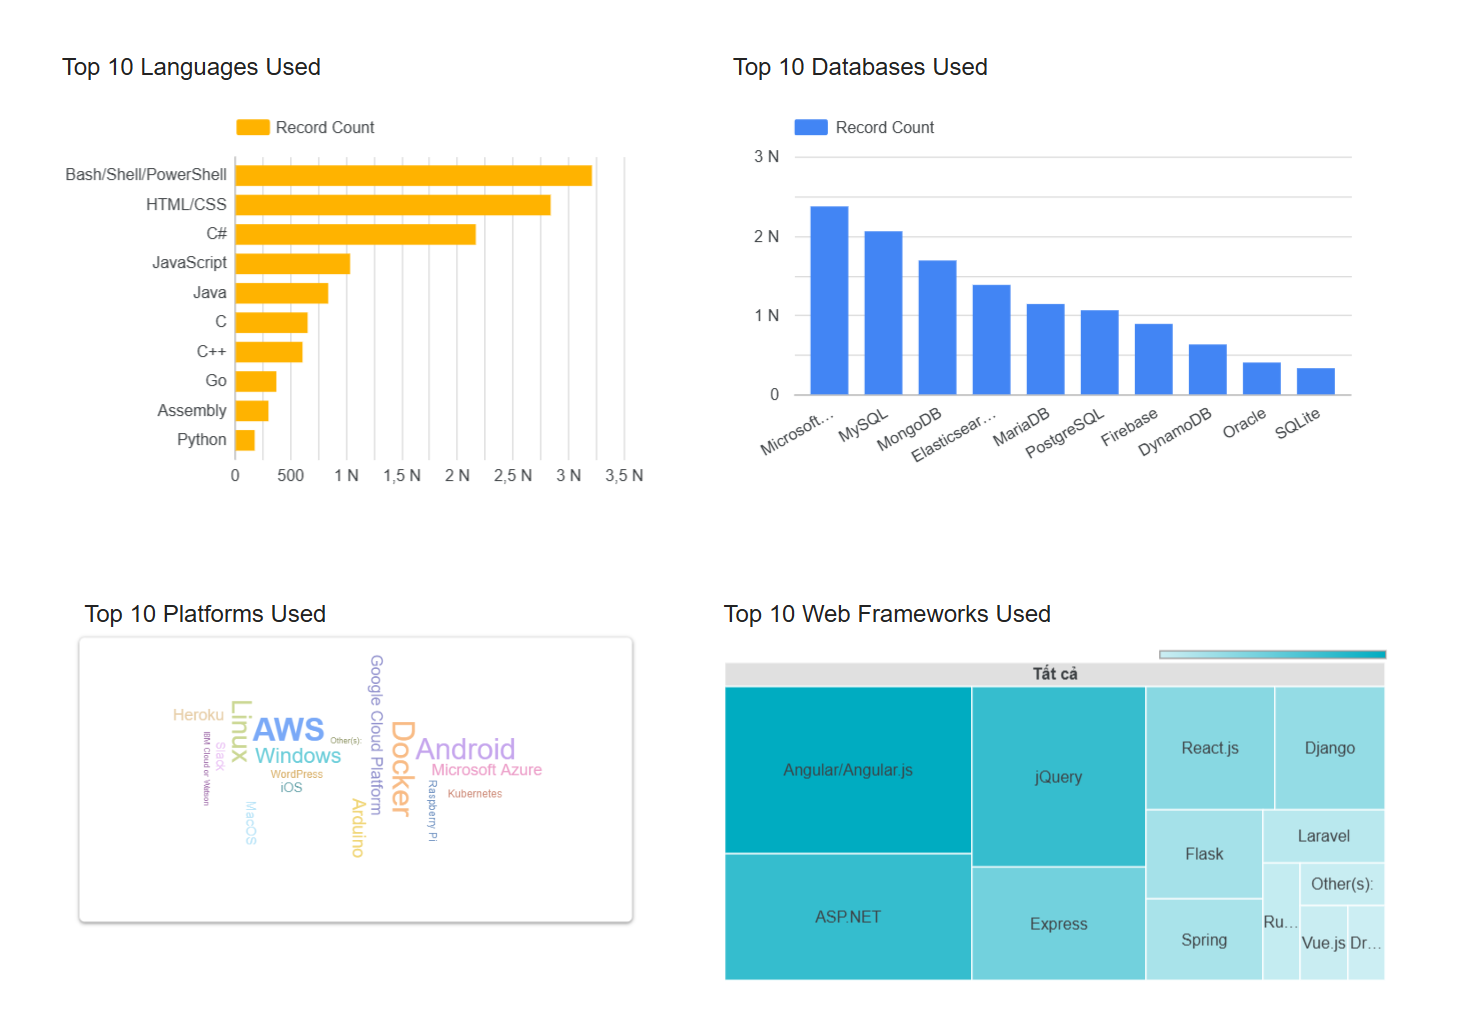 Top 10 Languages Used
Record Count
Bash/Shell/PowerShell
HTML/CSS
C#
JavaScript
Java
C
C++
Go
Assembly
Python
0 500 1 N 1,5 N 2 N 2,5 N 3 N 3,5 N
Top 10 Databases Used
Record Count
3 N
2 N
1 N
0
Microsoft...
MySQL
MongoDB
Elasticsear...
MariaDB
PostgreSQL
Firebase
DynamoDB
Oracle
SQLite
Top 10 Platforms Used
Google Cloud Platform
Heroku
Linux
AWS
Docker
IBM Cloud or Watson
Slack
Other(s):
Android
Windows
Microsoft Azure
WordPress
iOS
Raspberry Pi
Kubernetes
MacOS
Arduino
Top 10 Web Frameworks Used
Tất cả
Angular/Angular.js
jQuery
React.js
Django
Flask
Laravel
Other(s):
ASP.NET
Express
Spring
Ru...
Vue.js
Dr...